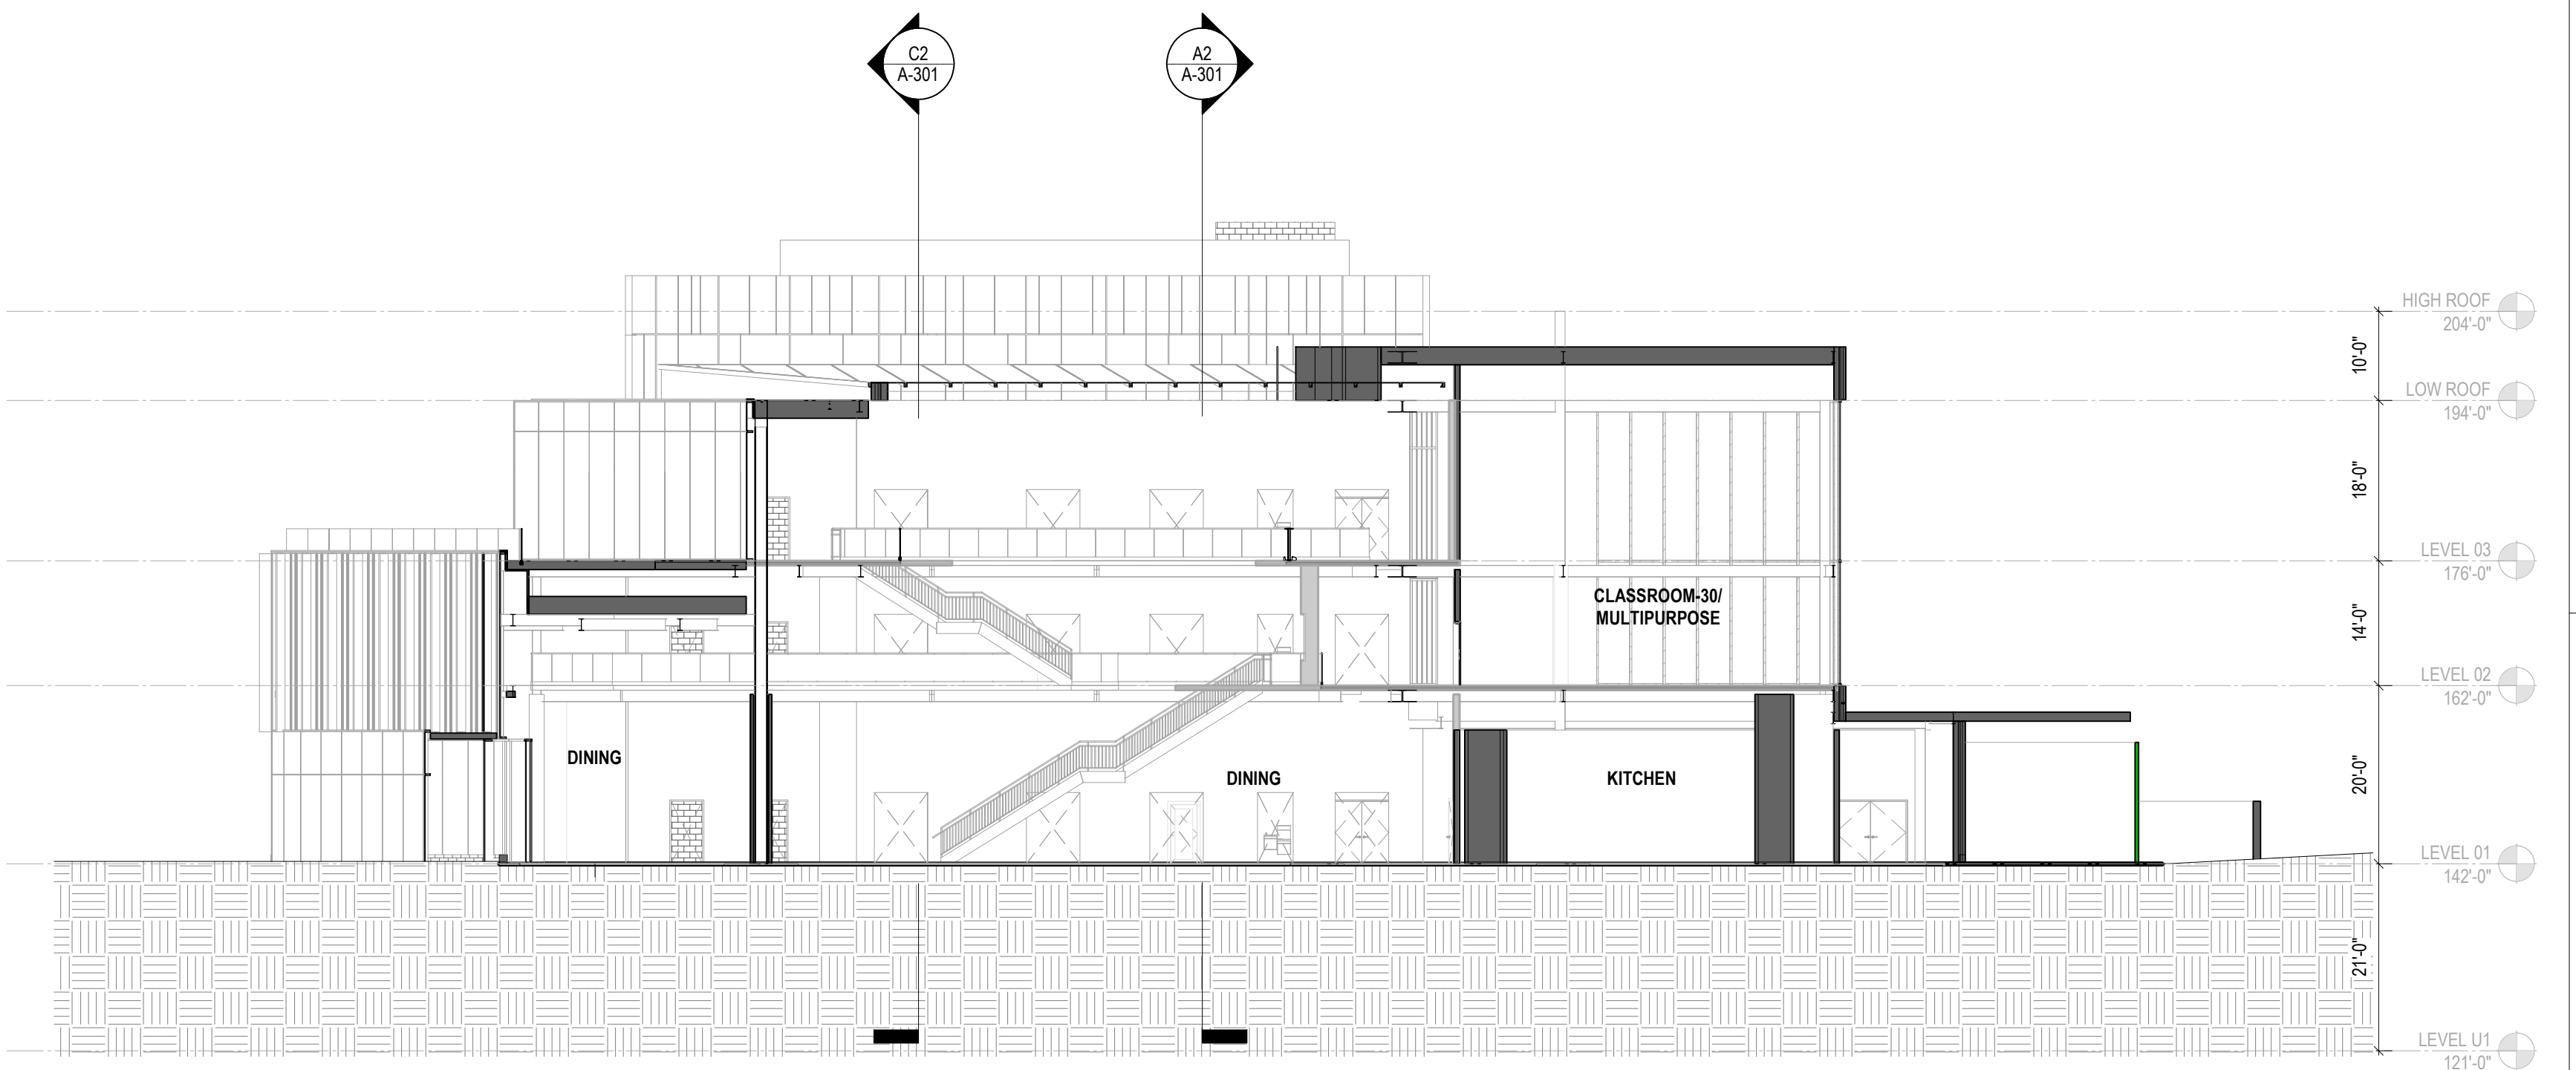 C2
A-301
A2
A-301
HIGH ROOF
204'-0"
10'-0"
LOW ROOF
194'-0"
18'-0"
LEVEL 03
176'-0"
CLASSROOM-30/
MULTIPURPOSE
14'-0"
LEVEL 02
162'-0"
DINING
DINING
KITCHEN
20'-0"
LEVEL 01
142'-0"
21'-0"
LEVEL U1
121'-0"